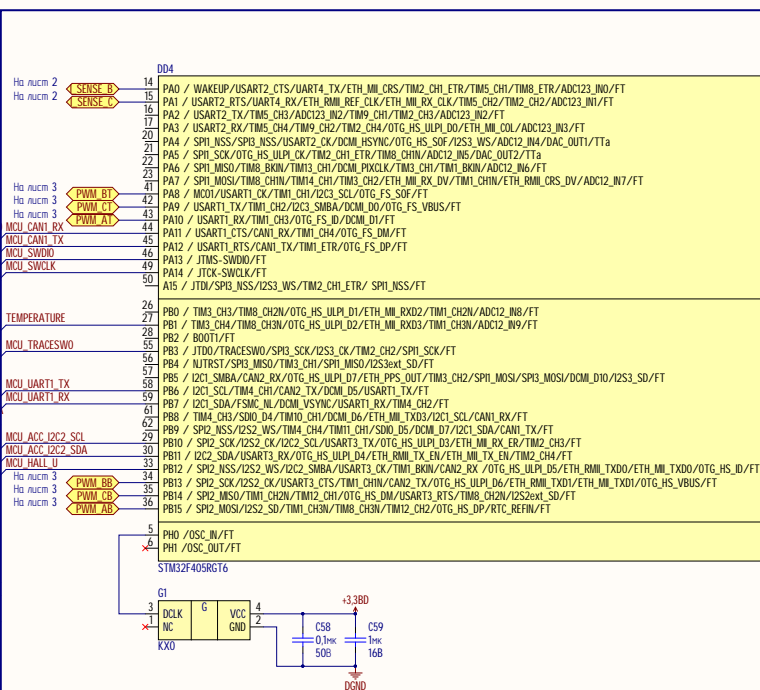 DD4
На лист 2 SENSE_B 14 PA0 / WAKEUP/USART2_CTS/UART4_TX/ETH_MII_CRS/TIM2_CH1_ETR/TIM5_CH1/TIM8_ETR/ADC123_IN0/FT
На лист 2 SENSE_C 15 PA1 / USART2_RTS/UART4_RX/ETH_RMII_REF_CLK/ETH_MII_RX_CLK/TIM5_CH2/TIM2_CH2/ADC123_IN1/FT
16 PA2 / USART2_TX/TIM5_CH3/ADC123_IN2/TIM9_CH1/TIM2_CH3/ADC123_IN2/FT
17 PA3 / USART2_RX/TIM5_CH4/TIM9_CH2/TIM2_CH4/OTG_HS_ULPI_D0/ETH_MII_COL/ADC123_IN3/FT
20 PA4 / SPI1_NSS/SPI3_NSS/USART2_CK/DCMI_HSYNC/OTG_HS_SOF/I2S3_WS/ADC12_IN4/DAC_OUT1/TTa
21 PA5 / SPI1_SCK/OTG_HS_ULPI_CK/TIM2_CH1_ETR/TIM8_CH1N/ADC12_IN5/DAC_OUT2/TTa
22 PA6 / SPI1_MISO/TIM8_BKIN/TIM13_CH1/DCMI_PIXCLK/TIM3_CH1/TIM1_BKIN/ADC12_IN6/FT
23 PA7 / SPI1_MOSI/TIM8_CH1N/TIM14_CH1/TIM3_CH2/ETH_MII_RX_DV/TIM1_CH1N/ETH_RMII_CRS_DV/ADC12_IN7/FT
На лист 3 PWM_BT 41 PA8 / MCO1/USART1_CK/TIM1_CH1/I2C3_SCL/OTG_FS_SOF/FT
На лист 3 PWM_CT 42 PA9 / USART1_TX/TIM1_CH2/I2C3_SMBA/DCMI_D0/OTG_FS_VBUS/FT
На лист 3 PWM_AT 43 PA10 / USART1_RX/TIM1_CH3/OTG_FS_ID/DCMI_D1/FT
MCU_CAN1_RX 44 PA11 / USART1_CTS/CAN1_RX/TIM1_CH4/OTG_FS_DM/FT
MCU_CAN1_TX 45 PA12 / USART1_RTS/CAN1_TX/TIM1_ETR/OTG_FS_DP/FT
MCU_SWDIO 46 PA13 / JTMS-SWDIO/FT
MCU_SWCLK 49 PA14 / JTCK-SWCLK/FT
50 A15 / JTDI/SPI3_NSS/I2S3_WS/TIM2_CH1_ETR/ SPI1_NSS/FT
26 PB0 / TIM3_CH3/TIM8_CH2N/OTG_HS_ULPI_D1/ETH_MII_RXD2/TIM1_CH2N/ADC12_IN8/FT
TEMPERATURE 27 PB1 / TIM3_CH4/TIM8_CH3N/OTG_HS_ULPI_D2/ETH_MII_RXD3/TIM1_CH3N/ADC12_IN9/FT
28 PB2 / BOOT1/FT
MCU_TRACESWO 55 PB3 / JTDO/TRACESWO/SPI3_SCK/I2S3_CK/TIM2_CH2/SPI1_SCK/FT
56 PB4 / NJTRST/SPI3_MISO/TIM3_CH1/SPI1_MISO/I2S3ext_SD/FT
57 PB5 / I2C1_SMBA/CAN2_RX/OTG_HS_ULPI_D7/ETH_PPS_OUT/TIM3_CH2/SPI1_MOSI/SPI3_MOSI/DCMI_D10/I2S3_SD/FT
MCU_UART1_TX 58 PB6 / I2C1_SCL/TIM4_CH1/CAN2_TX/DCMI_D5/USART1_TX/FT
MCU_UART1_RX 59 PB7 / I2C1_SDA/FSMC_NL/DCMI_VSYNC/USART1_RX/TIM4_CH2/FT
61 PB8 / TIM4_CH3/SDIO_D4/TIM10_CH1/DCMI_D6/ETH_MII_TXD3/I2C1_SCL/CAN1_RX/FT
62 PB9 / SPI2_NSS/I2S2_WS/TIM4_CH4/TIM11_CH1/SDIO_D5/DCMI_D7/I2C1_SDA/CAN1_TX/FT
MCU_ACC_I2C2_SCL 29 PB10 / SPI2_SCK/I2S2_CK/I2C2_SCL/USART3_TX/OTG_HS_ULPI_D3/ETH_MII_RX_ER/TIM2_CH3/FT
MCU_ACC_I2C2_SDA 30 PB11 / I2C2_SDA/USART3_RX/OTG_HS_ULPI_D4/ETH_RMII_TX_EN/ETH_MII_TX_EN/TIM2_CH4/FT
MCU_HALL_U 33 PB12 / SPI2_NSS/I2S2_WS/I2C2_SMBA/USART3_CK/TIM1_BKIN/CAN2_RX /OTG_HS_ULPI_D5/ETH_RMII_TXD0/ETH_MII_TXD0/OTG_HS_ID/FT
На лист 3 PWM_BB 34 PB13 / SPI2_SCK/I2S2_CK/USART3_CTS/TIM1_CH1N/CAN2_TX/OTG_HS_ULPI_D6/ETH_RMII_TXD1/ETH_MII_TXD1/OTG_HS_VBUS/FT
На лист 3 PWM_CB 35 PB14 / SPI2_MISO/TIM1_CH2N/TIM12_CH1/OTG_HS_DM/USART3_RTS/TIM8_CH2N/I2S2ext_SD/FT
На лист 3 PWM_AB 36 PB15 / SPI2_MOSI/I2S2_SD/TIM1_CH3N/TIM8_CH3N/TIM12_CH2/OTG_HS_DP/RTC_REFIN/FT
5 PH0 /OSC_IN/FT
6 PH1 /OSC_OUT/FT
STM32F405RGT6
G1
3 DCLK G VCC 4
1 NC GND 2
KXO
+3,3BD
C58 C59
0,1мк 1мк
50В 16В
DGND